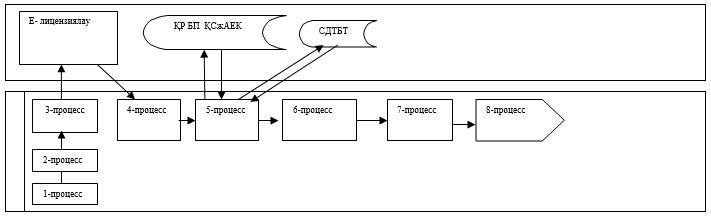 Е- лицензиялау
ҚР БП ҚСжАЕК
СДТБТ
3-процесс
4-процесс
5-процесс
6-процесс
7-процесс
8-процесс
2-процесс
1-процесс